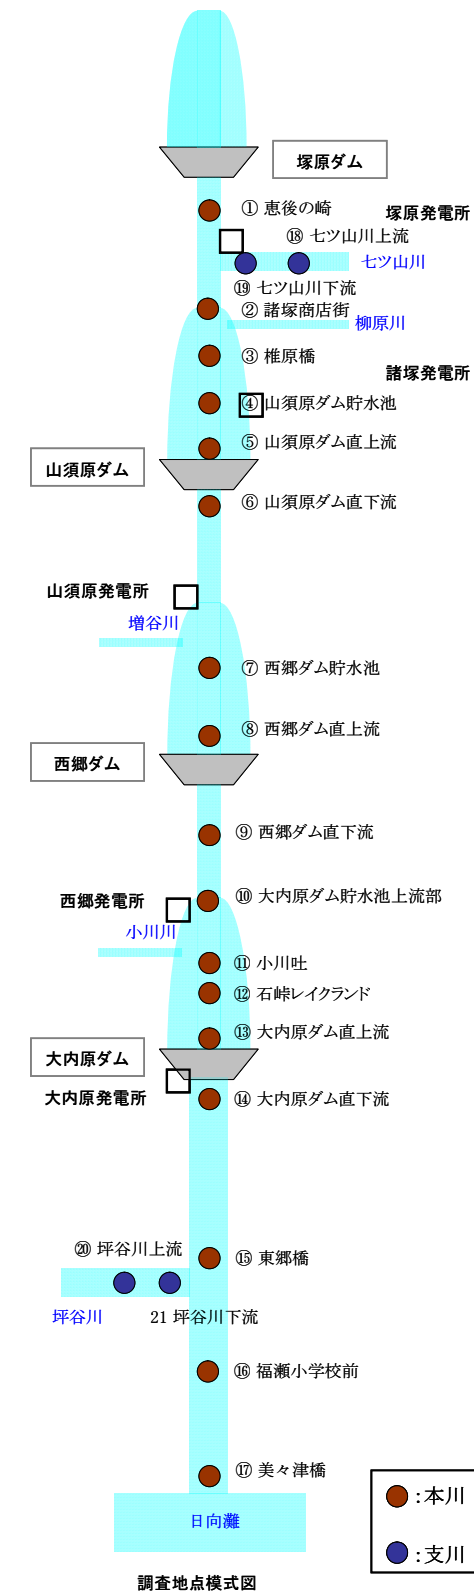 塚原ダム
① 恵後の崎
塚原発電所
⑱ 七ツ山川上流
七ツ山川
⑲ 七ツ山川下流
② 諸塚商店街
柳原川
③ 椎原橋
諸塚発電所
④ 山須原ダム貯水池
⑤ 山須原ダム直上流
山須原ダム
⑥ 山須原ダム直下流
山須原発電所
増谷川
⑦ 西郷ダム貯水池
⑧ 西郷ダム直上流
西郷ダム
⑨ 西郷ダム直下流
西郷発電所
⑩ 大内原ダム貯水池上流部
小川川
⑪ 小川吐
⑫ 石峠レイクランド
⑬ 大内原ダム直上流
大内原ダム
大内原発電所
⑭ 大内原ダム直下流
⑳ 坪谷川上流
⑮ 東郷橋
坪谷川
21 坪谷川下流
⑯ 福瀬小学校前
⑰ 美々津橋
日向灘
:本川
:支川
調査地点模式図